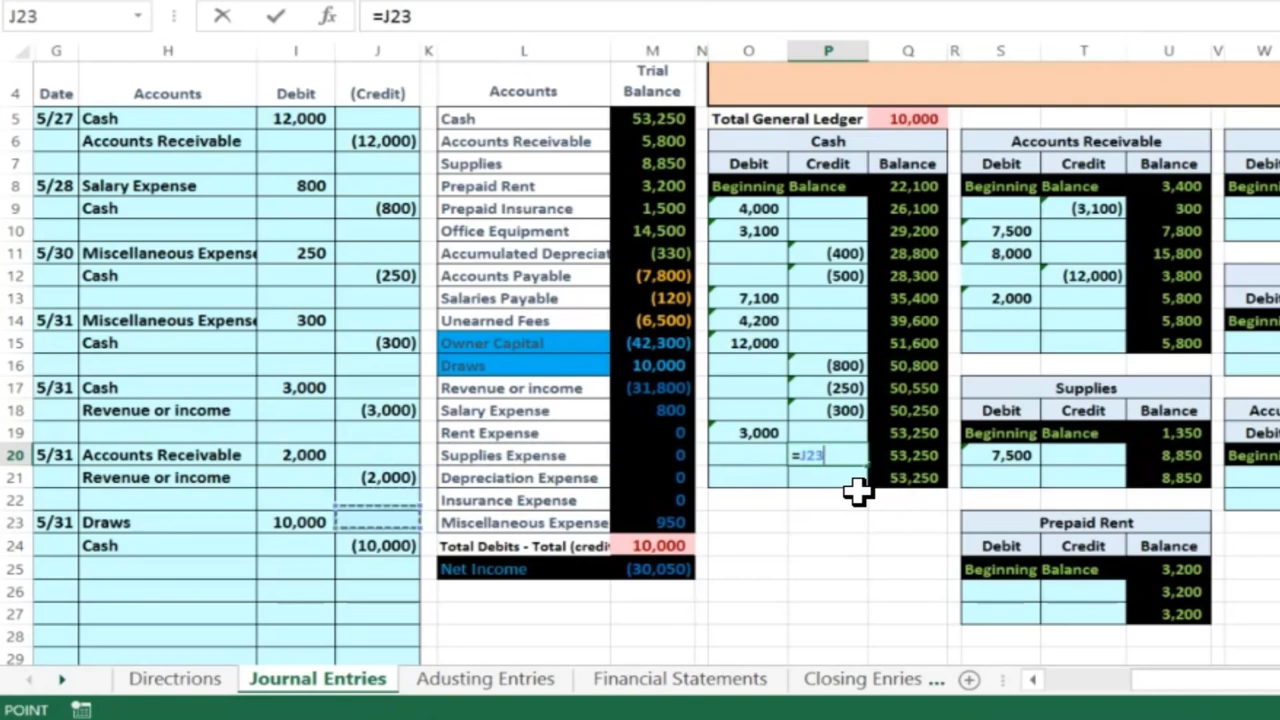 J23 fx =J23
G H I J K L M N O P Q R S T U V W
4 Date Accounts Debit (Credit) Accounts Trial Balance
5 5/27 Cash 12,000 Cash 53,250 Total General Ledger 10,000
6 Accounts Receivable (12,000) Accounts Receivable 5,800 Cash Accounts Receivable
7 Supplies 8,850 Debit Credit Balance Debit Credit Balance Debi
8 5/28 Salary Expense 800 Prepaid Rent 3,200 Beginning Balance 22,100 Beginning Balance 3,400 Beginni
9 Cash (800) Prepaid Insurance 1,500 4,000 26,100 (3,100) 300
10 Office Equipment 14,500 3,100 29,200 7,500 7,800
11 5/30 Miscellaneous Expense 250 Accumulated Depreciat (330) (400) 28,800 8,000 15,800
12 Cash (250) Accounts Payable (7,800) (500) 28,300 (12,000) 3,800
13 Salaries Payable (120) 7,100 35,400 2,000 5,800 Debi
14 5/31 Miscellaneous Expense 300 Unearned Fees (6,500) 4,200 39,600 5,800 Beginni
15 Cash (300) Owner Capital (42,300) 12,000 51,600 5,800
16 Draws 10,000 (800) 50,800
17 5/31 Cash 3,000 Revenue or income (31,800) (250) 50,550 Supplies
18 Revenue or income (3,000) Salary Expense 800 (300) 50,250 Debit Credit Balance Accu
19 Rent Expense 0 3,000 53,250 Beginning Balance 1,350 Debi
20 5/31 Accounts Receivable 2,000 Supplies Expense 0 =J23 53,250 7,500 8,850 Beginni
21 Revenue or income (2,000) Depreciation Expense 0 53,250 8,850
22 Insurance Expense 0
23 5/31 Draws 10,000 Miscellaneous Expense 950 Prepaid Rent
24 Cash (10,000) Total Debits - Total (credit 10,000 Debit Credit Balance
25 Net Income (30,050) Beginning Balance 3,200
26 3,200
27 3,200
28
29
Directrions Journal Entries Adusting Entries Financial Statements Closing Enries ...
POINT